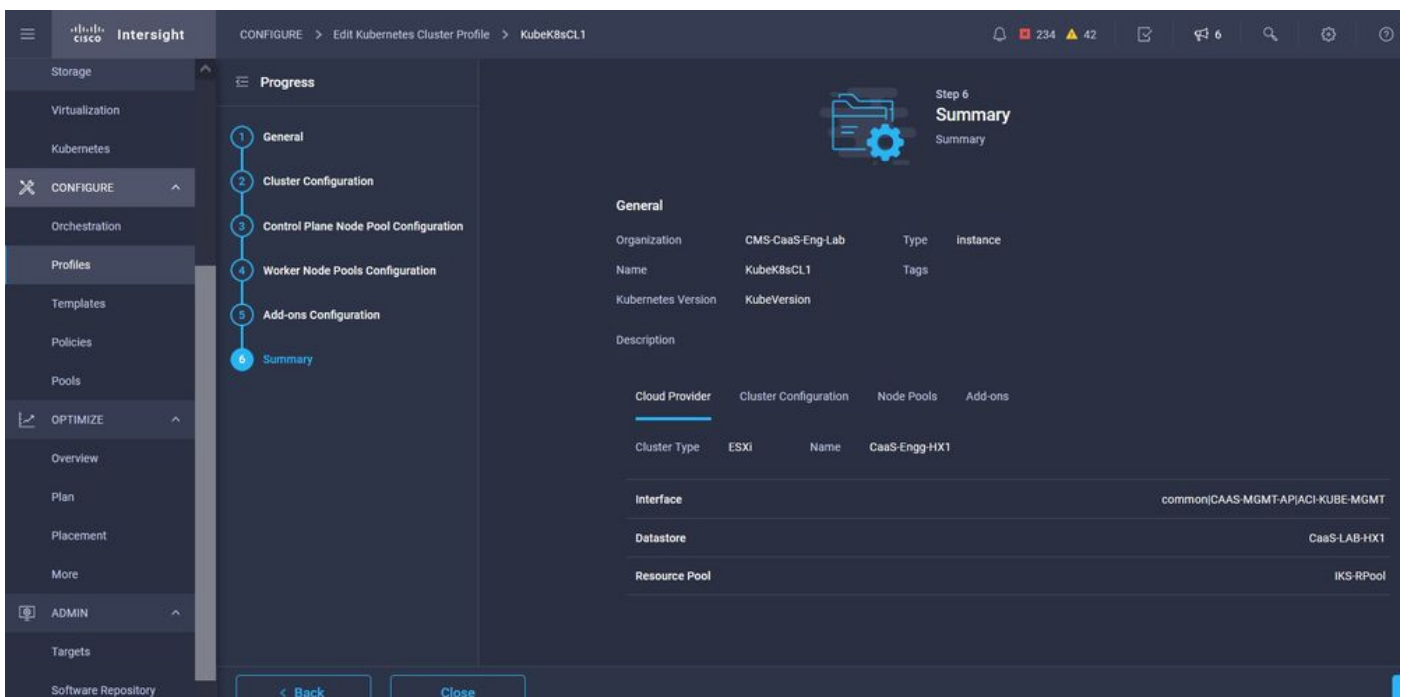 cisco Intersight
CONFIGURE > Edit Kubernetes Cluster Profile > KubeK8sCL1
234 42
6
Storage
Virtualization
Kubernetes
CONFIGURE
Orchestration
Profiles
Templates
Policies
Pools
OPTIMIZE
Overview
Plan
Placement
More
ADMIN
Targets
Software Repository
Progress
1 General
2 Cluster Configuration
3 Control Plane Node Pool Configuration
4 Worker Node Pools Configuration
5 Add-ons Configuration
6 Summary
Step 6
Summary
Summary
General
Organization CMS-CaaS-Eng-Lab Type instance
Name KubeK8sCL1 Tags
Kubernetes Version KubeVersion
Description
Cloud Provider Cluster Configuration Node Pools Add-ons
Cluster Type ESXi Name CaaS-Engg-HX1
Interface common|CAAS-MGMT-AP|ACI-KUBE-MGMT
Datastore CaaS-LAB-HX1
Resource Pool IKS-RPool
< Back Close